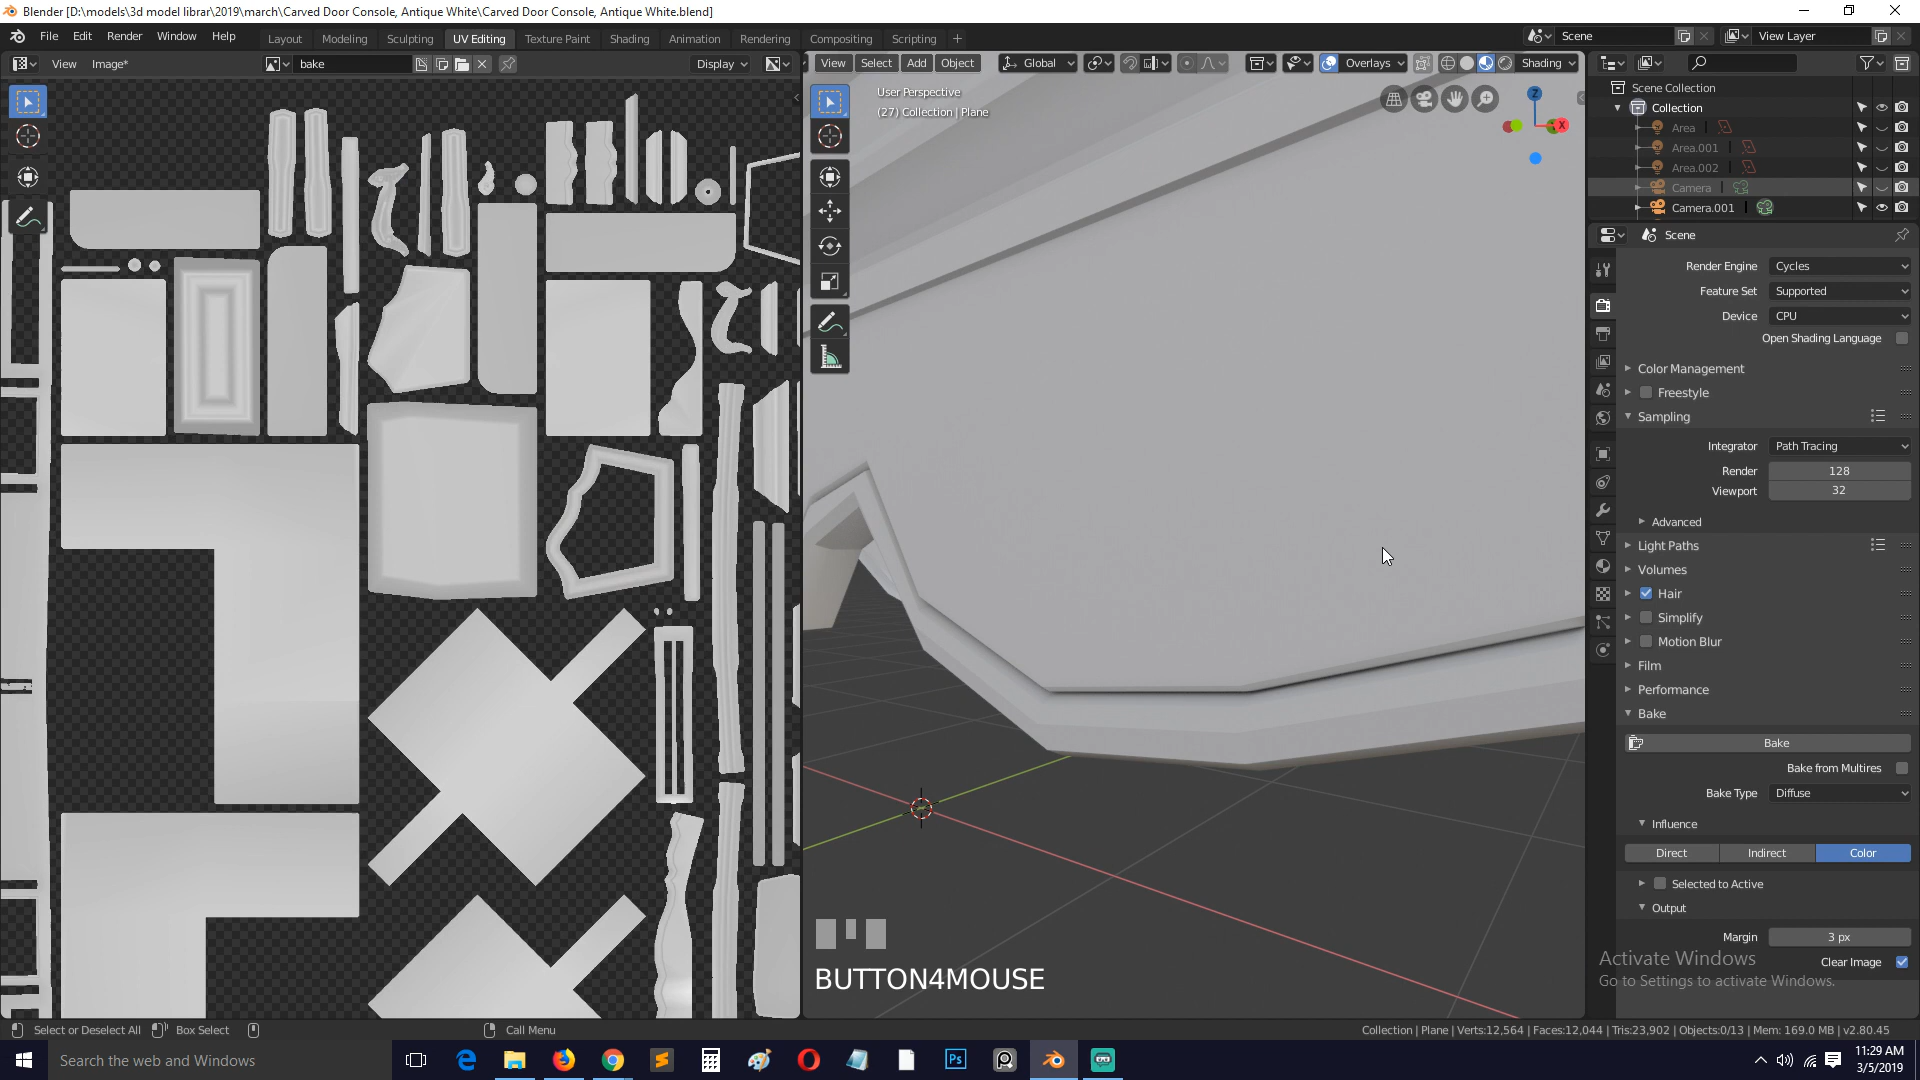 Blender [D:\models\3d model librar\2019\march\Carved Door Console, Antique White\Carved Door Console, Antique White.blend]
File Edit Render Window Help Layout Modeling Sculpting UV Editing Texture Paint Shading Animation Rendering Compositing Scripting + Scene View Layer
View Image* bake Display View Select Add Object Global Overlays Shading
User Perspective
(27) Collection | Plane
Z
X
Scene Collection
Collection
Area
Area.001
Area.002
Camera
Camera.001
Scene
Render Engine Cycles
Feature Set Supported
Device CPU
Open Shading Language
Color Management
Freestyle
Sampling
Integrator Path Tracing
Render 128
Viewport 32
Advanced
Light Paths
Volumes
Hair
Simplify
Motion Blur
Film
Performance
Bake
Bake
Bake from Multires
Bake Type Diffuse
Influence
Direct Indirect Color
Selected to Active
Output
Margin 3 px
Clear Image
Activate Windows
Go to Settings to activate Windows.
BUTTON4MOUSE
Select or Deselect All Box Select Call Menu Collection | Plane | Verts:12,564 | Faces:12,044 | Tris:23,902 | Objects:0/13 | Mem: 169.0 MB | v2.80.45
Search the web and Windows
Ps
11:29 AM
3/5/2019